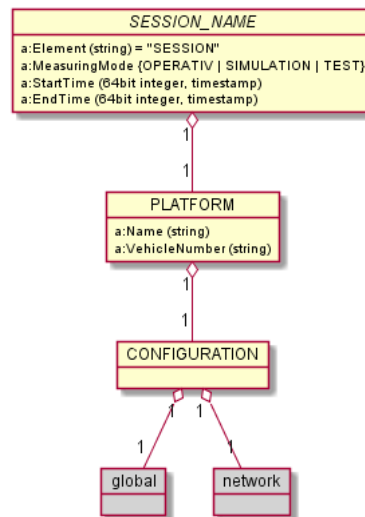 SESSION_NAME
a:Element (string) = "SESSION"
a:MeasuringMode {OPERATIV | SIMULATION | TEST}
a:StartTime (64bit integer, timestamp)
a:EndTime (64bit integer, timestamp)
1
1
PLATFORM
a:Name (string)
a:VehicleNumber (string)
1
1
CONFIGURATION
1 1
1 1
global network